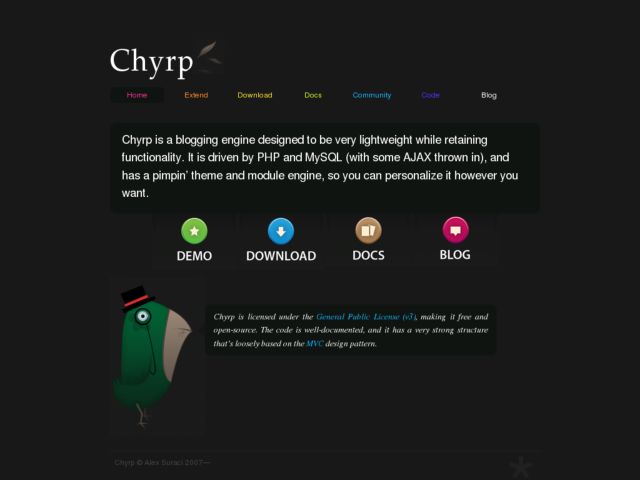 Chyrp
Home Extend Download Docs Community Code Blog
Chyrp is a blogging engine designed to be very lightweight while retaining
functionality. It is driven by PHP and MySQL (with some AJAX thrown in), and
has a pimpin' theme and module engine, so you can personalize it however you
want.
DEMO DOWNLOAD DOCS BLOG
Chyrp is licensed under the General Public License (v3), making it free and
open-source. The code is well-documented, and it has a very strong structure
that's loosely based on the MVC design pattern.
Chyrp © Alex Suraci 2007—